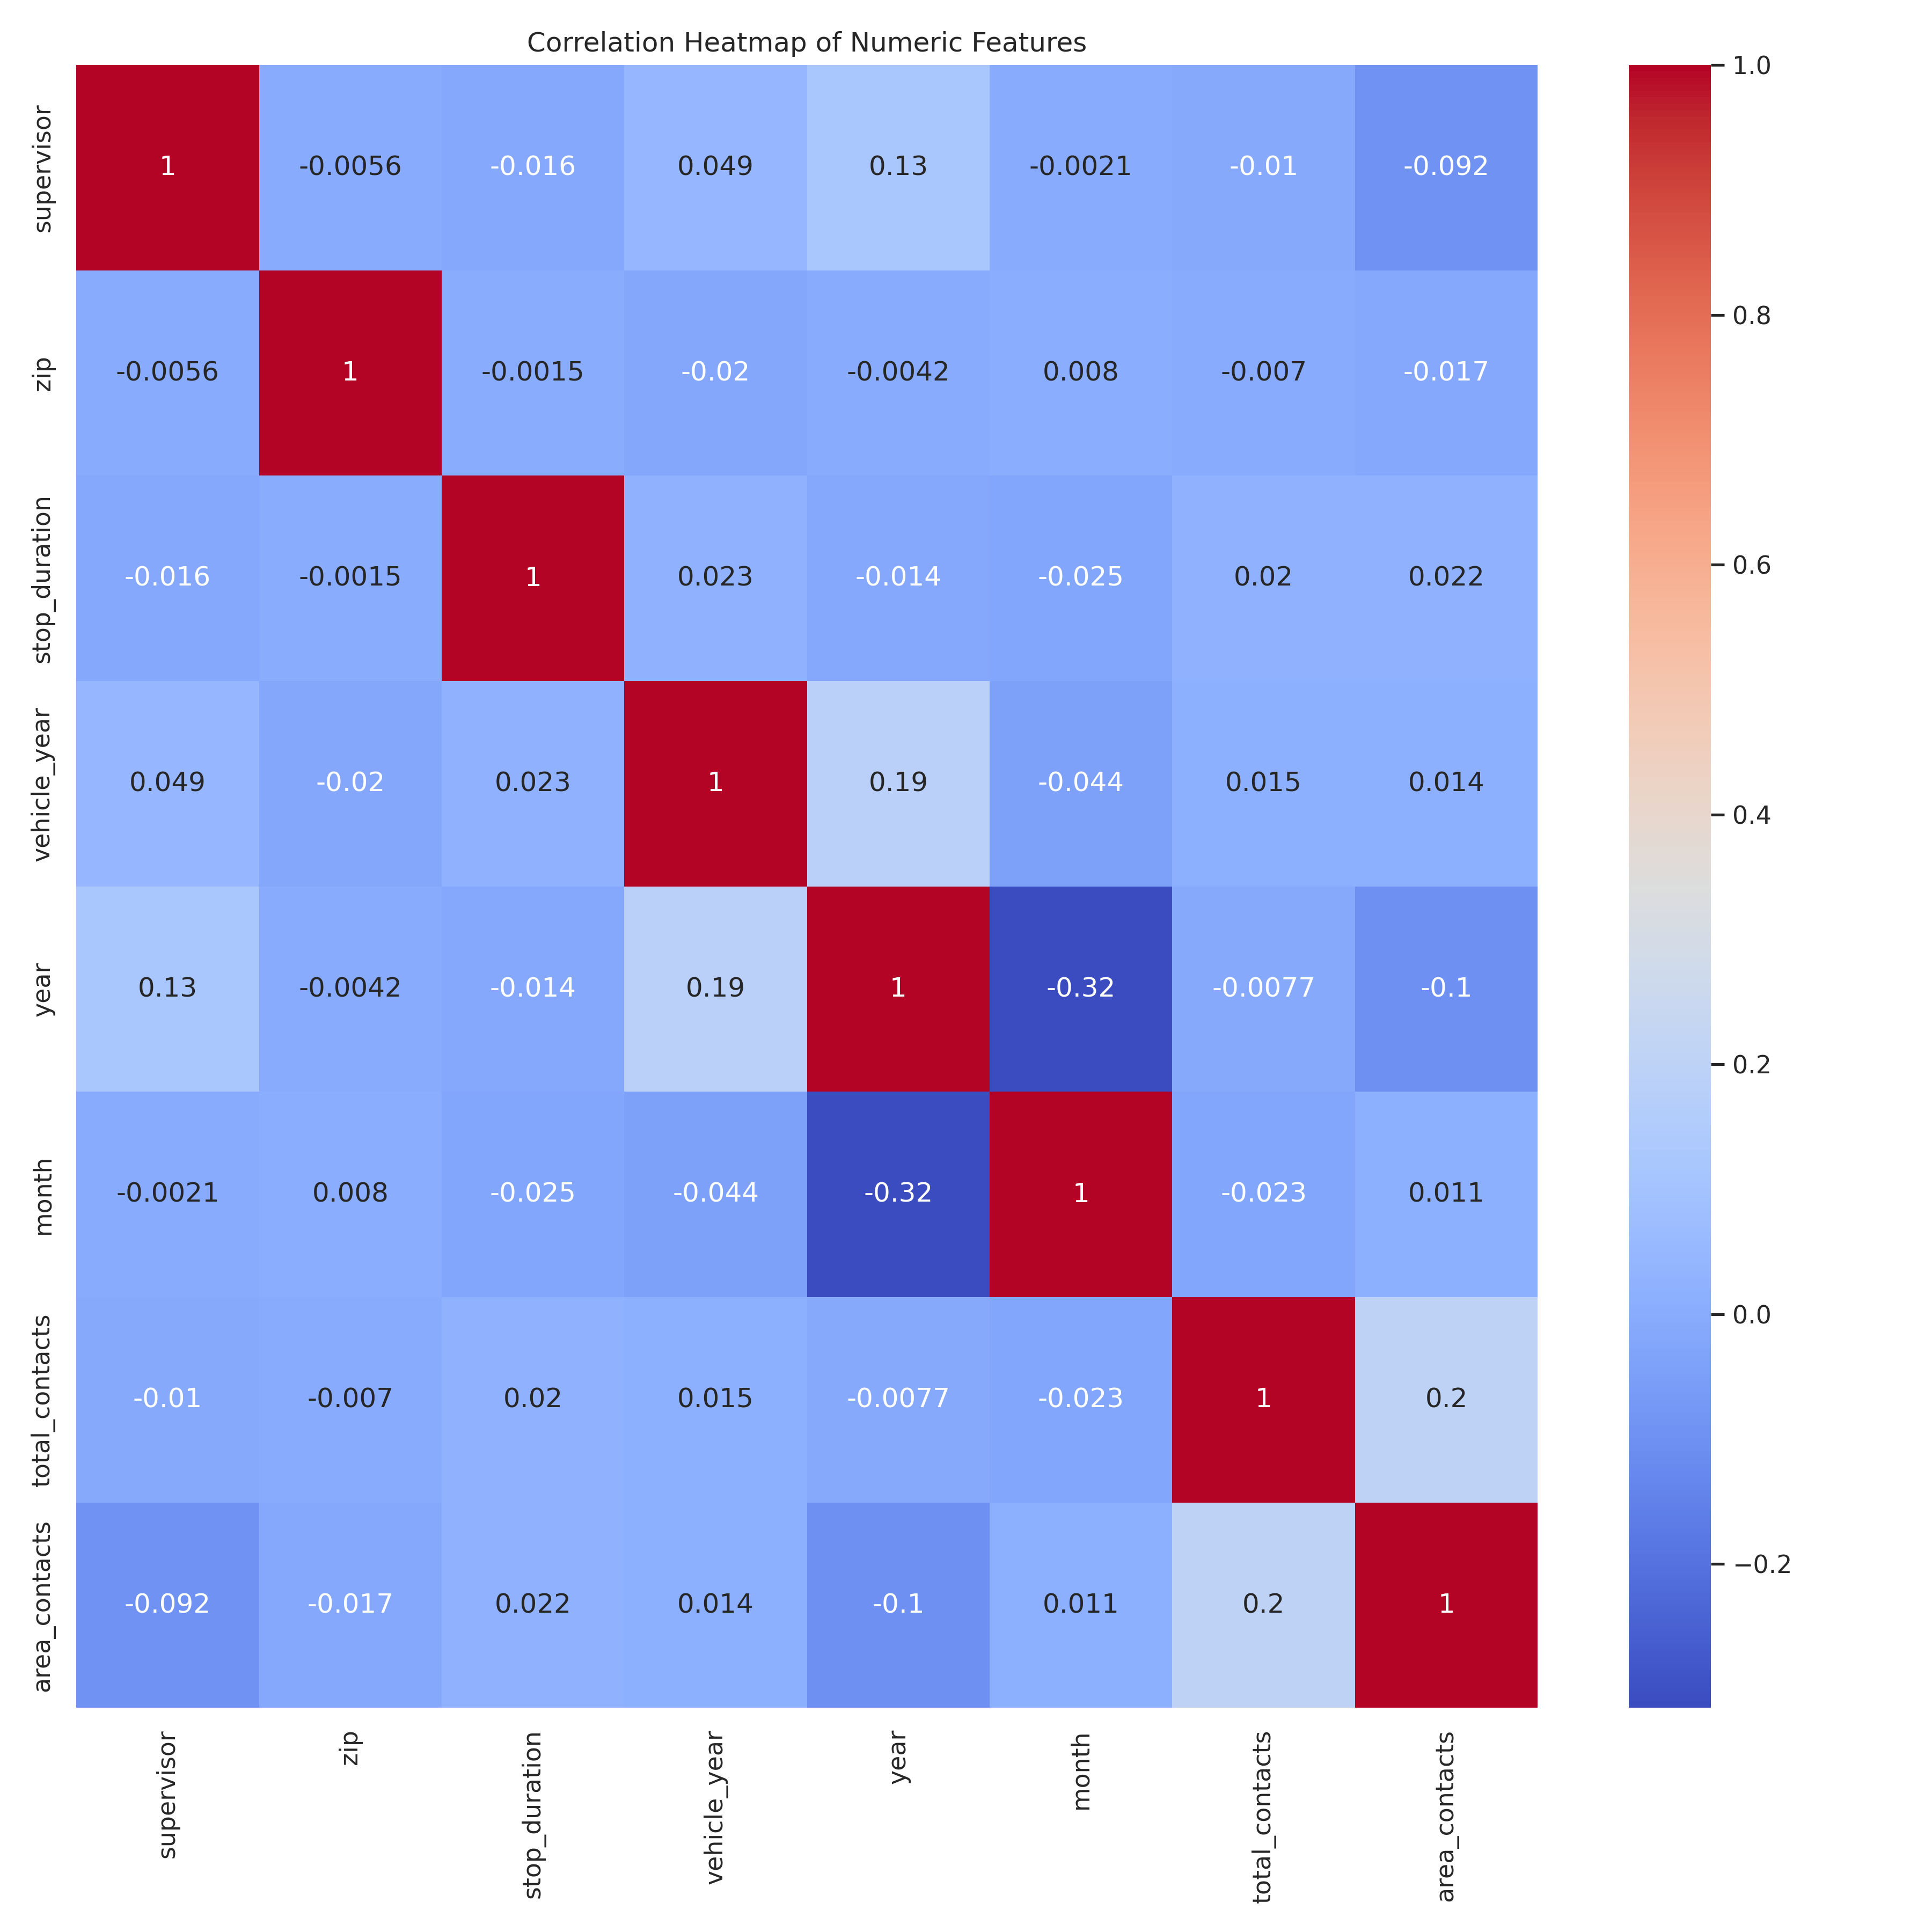 Correlation Heatmap of Numeric Features
supervisor 1 -0.0056 -0.016 0.049 0.13 -0.0021 -0.01 -0.092
zip -0.0056 1 -0.0015 -0.02 -0.0042 0.008 -0.007 -0.017
stop_duration -0.016 -0.0015 1 0.023 -0.014 -0.025 0.02 0.022
vehicle_year 0.049 -0.02 0.023 1 0.19 -0.044 0.015 0.014
year 0.13 -0.0042 -0.014 0.19 1 -0.32 -0.0077 -0.1
month -0.0021 0.008 -0.025 -0.044 -0.32 1 -0.023 0.011
total_contacts -0.01 -0.007 0.02 0.015 -0.0077 -0.023 1 0.2
area_contacts -0.092 -0.017 0.022 0.014 -0.1 0.011 0.2 1
supervisor zip stop_duration vehicle_year year month total_contacts area_contacts
1.0
0.8
0.6
0.4
0.2
0.0
−0.2